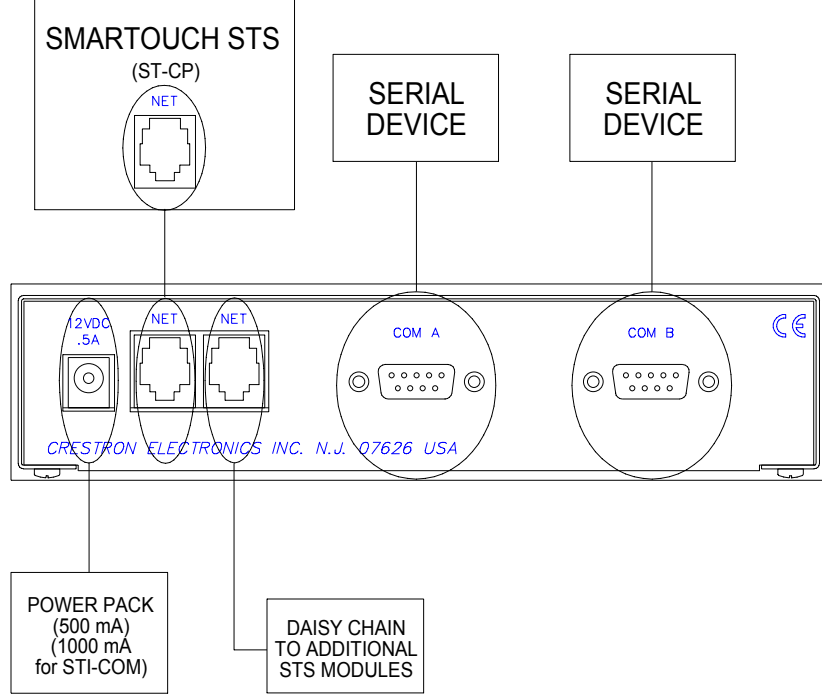 SMARTOUCH STS
(ST-CP)
NET
SERIAL
DEVICE
SERIAL
DEVICE
12VDC
.5A
NET
NET
COM A
COM B
CE
CRESTRON ELECTRONICS INC. N.J. 07626 USA
POWER PACK
(500 mA)
(1000 mA
for STI-COM)
DAISY CHAIN
TO ADDITIONAL
STS MODULES